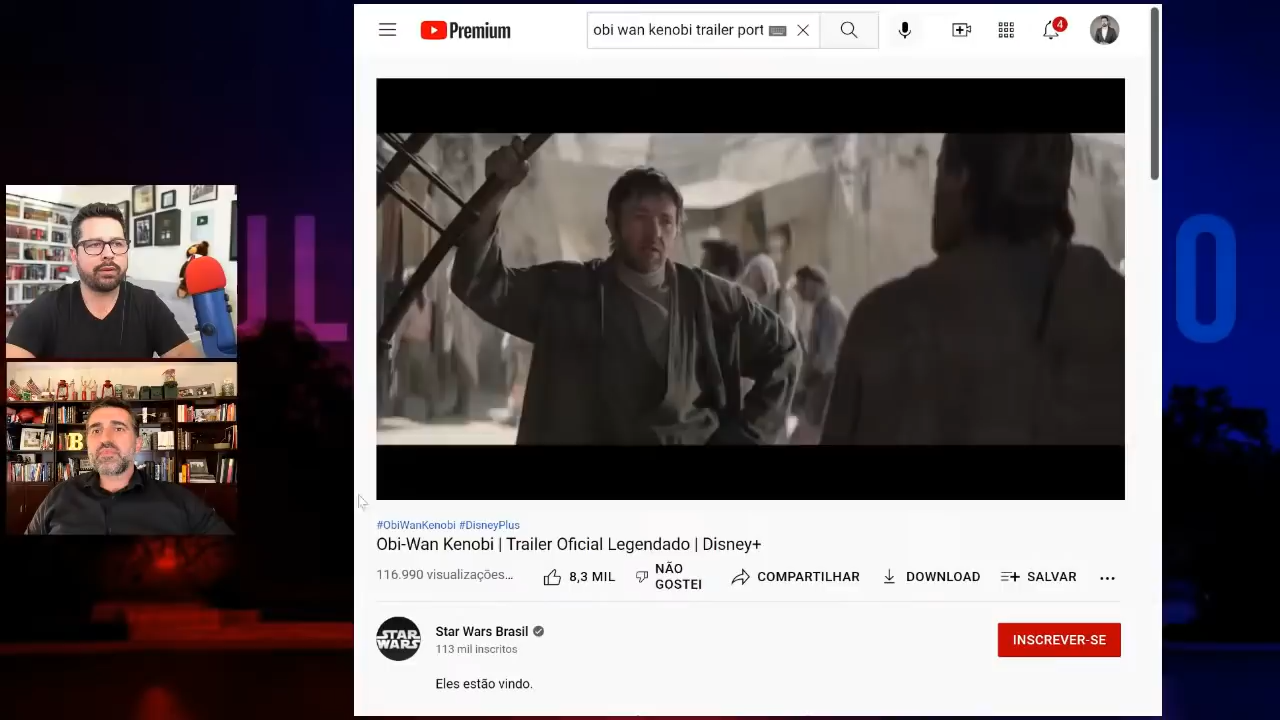 Premium
obi wan kenobi trailer port
4
#ObiWanKenobi #DisneyPlus
Obi-Wan Kenobi | Trailer Oficial Legendado | Disney+
116.990 visualizações...
8,3 MIL
NÃO
GOSTEI
COMPARTILHAR
DOWNLOAD
SALVAR
STAR
WARS
Star Wars Brasil
113 mil inscritos
INSCREVER-SE
Eles estão vindo.
B